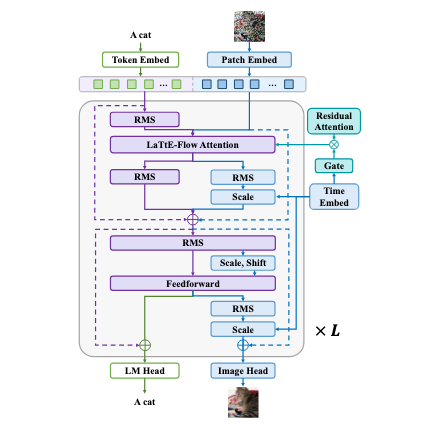 A cat
Token Embed
Patch Embed
...
...
RMS
Residual
Attention
LaTtE-Flow Attention
Gate
RMS
RMS
Scale
Time
Embed
RMS
Scale, Shift
Feedforward
RMS
Scale
× L
LM Head
Image Head
A cat